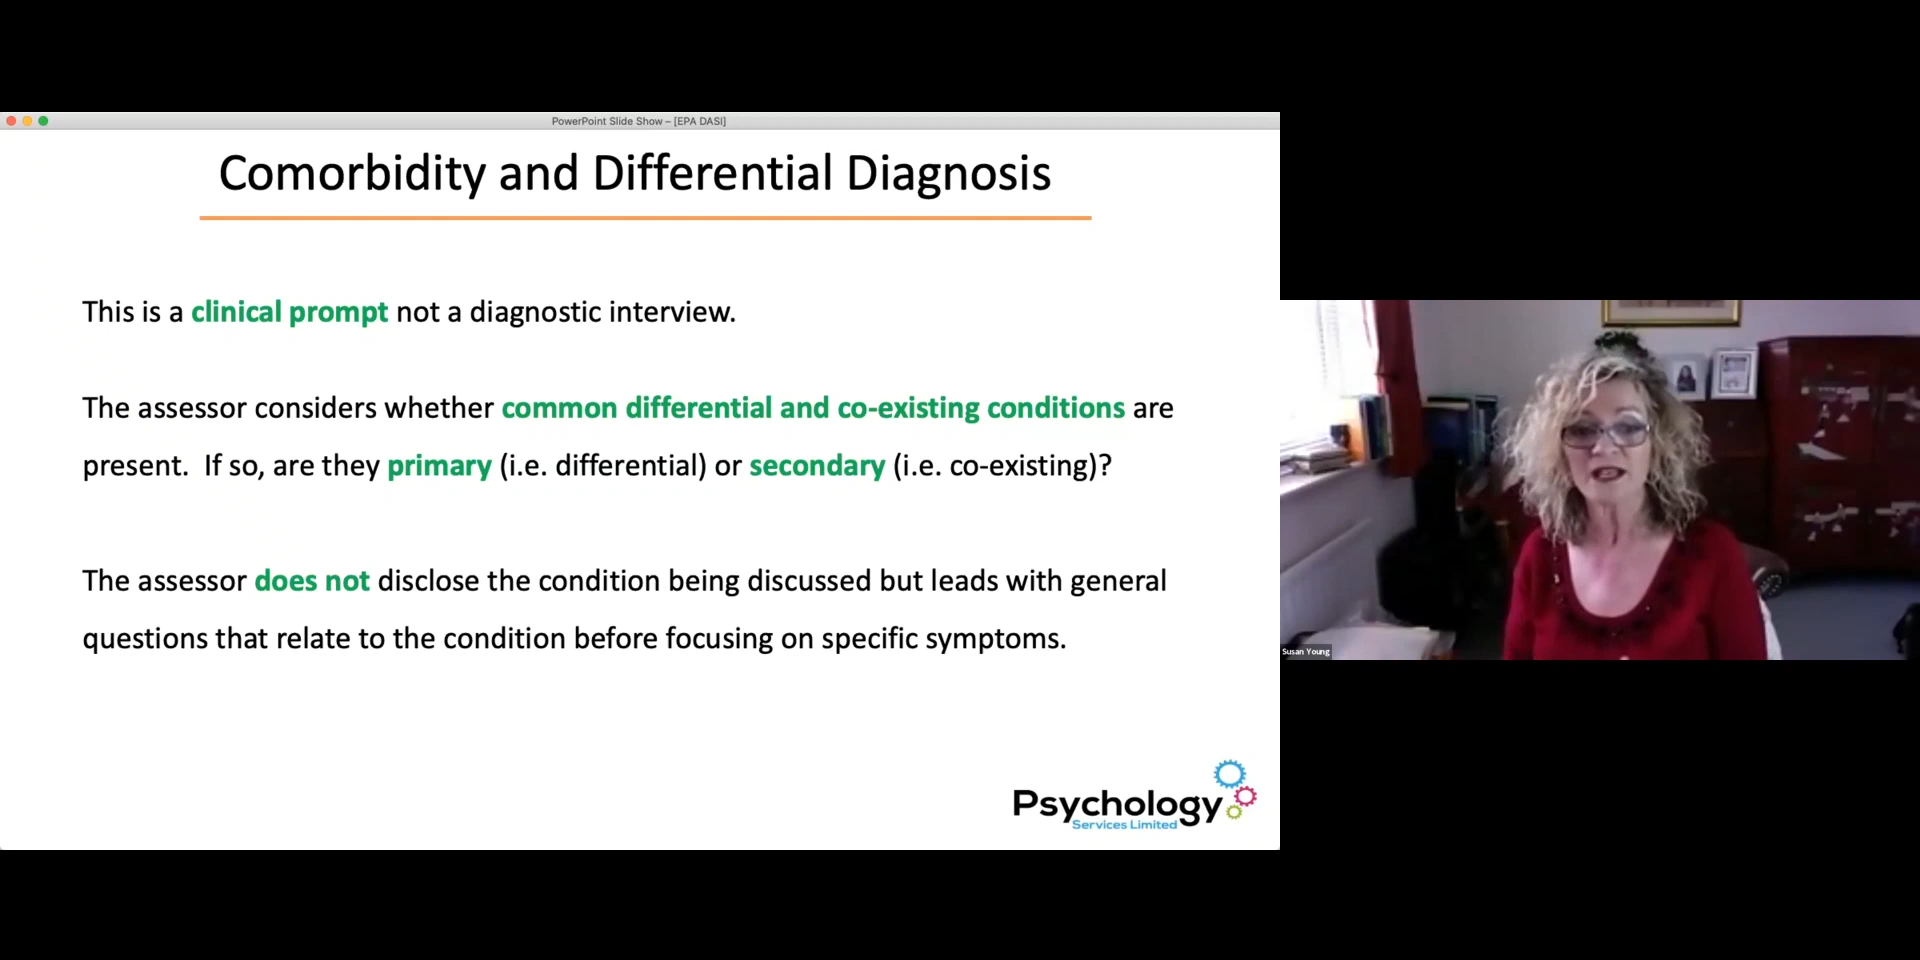 PowerPoint Slide Show – [EPA DASI]
Comorbidity and Differential Diagnosis
This is a clinical prompt not a diagnostic interview.
The assessor considers whether common differential and co-existing conditions are
present.  If so, are they primary (i.e. differential) or secondary (i.e. co-existing)?
The assessor does not disclose the condition being discussed but leads with general
questions that relate to the condition before focusing on specific symptoms.
Psychology
Services Limited
Susan Young